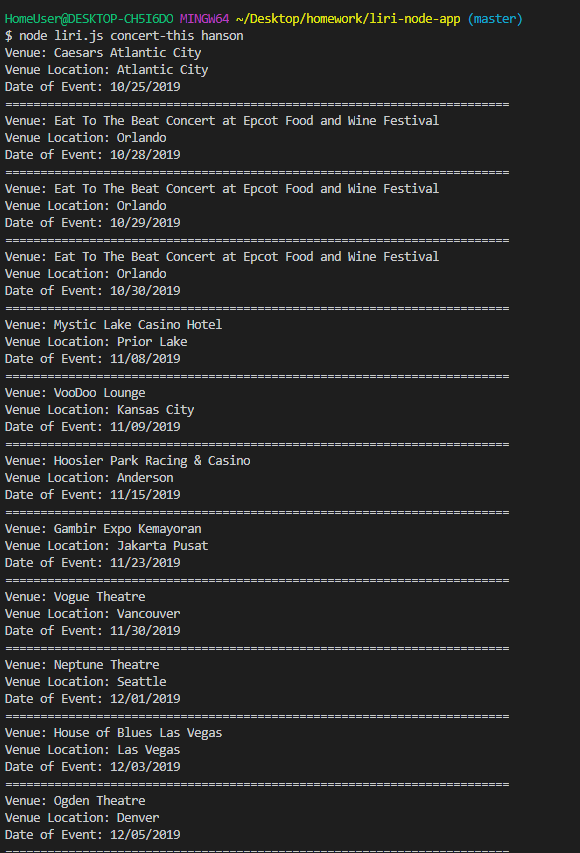 HomeUser@DESKTOP-CH5I6DO MINGW64 ~/Desktop/homework/liri-node-app (master)
$ node liri.js concert-this hanson
Venue: Caesars Atlantic City
Venue Location: Atlantic City
Date of Event: 10/25/2019
========================================================================
Venue: Eat To The Beat Concert at Epcot Food and Wine Festival
Venue Location: Orlando
Date of Event: 10/28/2019
========================================================================
Venue: Eat To The Beat Concert at Epcot Food and Wine Festival
Venue Location: Orlando
Date of Event: 10/29/2019
========================================================================
Venue: Eat To The Beat Concert at Epcot Food and Wine Festival
Venue Location: Orlando
Date of Event: 10/30/2019
========================================================================
Venue: Mystic Lake Casino Hotel
Venue Location: Prior Lake
Date of Event: 11/08/2019
========================================================================
Venue: VooDoo Lounge
Venue Location: Kansas City
Date of Event: 11/09/2019
========================================================================
Venue: Hoosier Park Racing & Casino
Venue Location: Anderson
Date of Event: 11/15/2019
========================================================================
Venue: Gambir Expo Kemayoran
Venue Location: Jakarta Pusat
Date of Event: 11/23/2019
========================================================================
Venue: Vogue Theatre
Venue Location: Vancouver
Date of Event: 11/30/2019
========================================================================
Venue: Neptune Theatre
Venue Location: Seattle
Date of Event: 12/01/2019
========================================================================
Venue: House of Blues Las Vegas
Venue Location: Las Vegas
Date of Event: 12/03/2019
========================================================================
Venue: Ogden Theatre
Venue Location: Denver
Date of Event: 12/05/2019
========================================================================